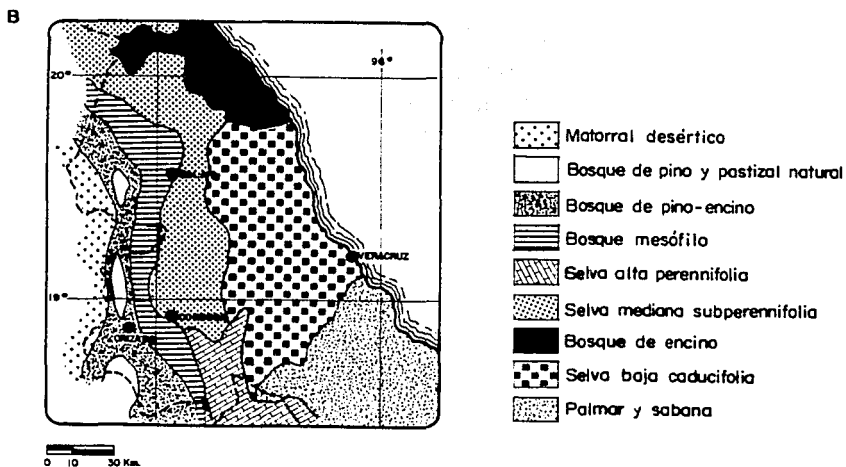 B
96°
20°
VERACRUZ
19°
0 10 30 Km.
Matorral desértico
Bosque de pino y pastizal natural
Bosque de pino-encino
Bosque mesófilo
Selva alta perennifolia
Selva mediana subperennifolia
Bosque de encino
Selva baja caducifolia
Palmar y sabana